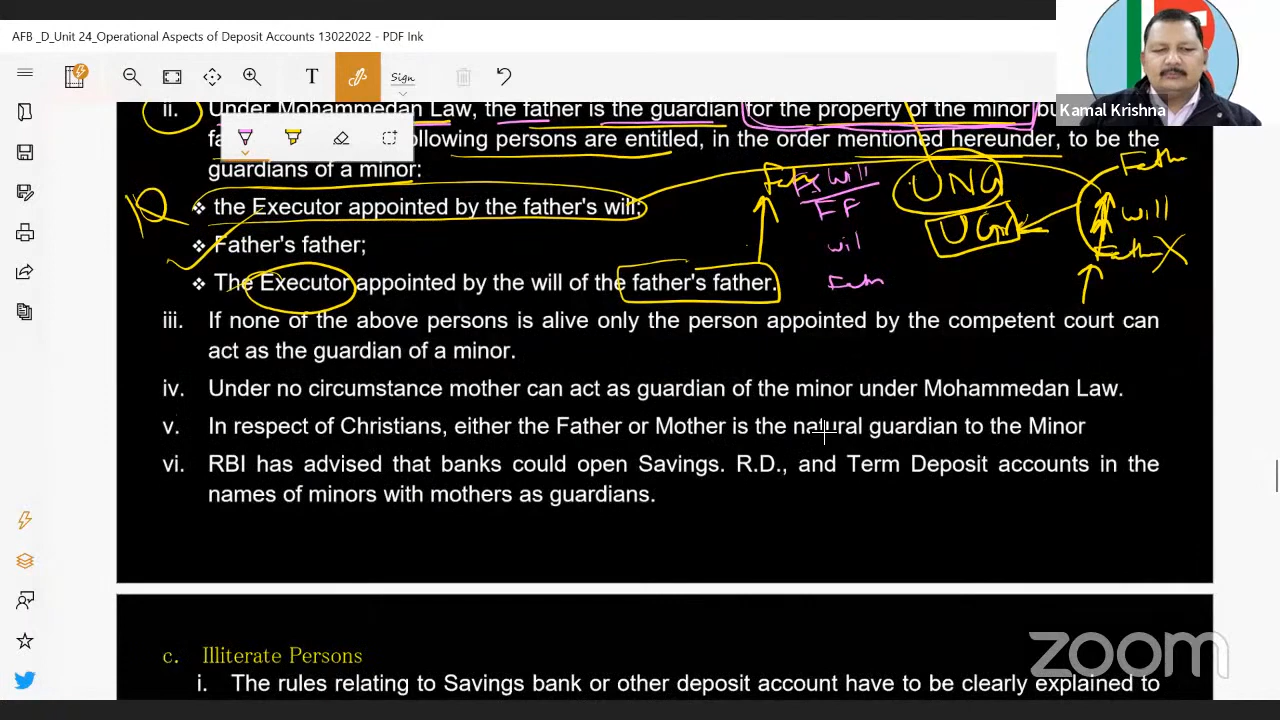 AFB _D_Unit 24_Operational Aspects of Deposit Accounts 13022022 - PDF Ink
Sign
Kamal Krishna
ii. Under Mohammedan Law, the father is the guardian for the property of the minor bu
fa llowing persons are entitled, in the order mentioned hereunder, to be the
guardians of a minor:
❖ the Executor appointed by the father's will;
❖ Father's father;
❖ The Executor appointed by the will of the father's father.
iii. If none of the above persons is alive only the person appointed by the competent court can
act as the guardian of a minor.
iv. Under no circumstance mother can act as guardian of the minor under Mohammedan Law.
v. In respect of Christians, either the Father or Mother is the natural guardian to the Minor
vi. RBI has advised that banks could open Savings. R.D., and Term Deposit accounts in the
names of minors with mothers as guardians.
Will
FF
wil
UNG
Will
c. Illiterate Persons
i. The rules relating to Savings bank or other deposit account have to be clearly explained to
zoom